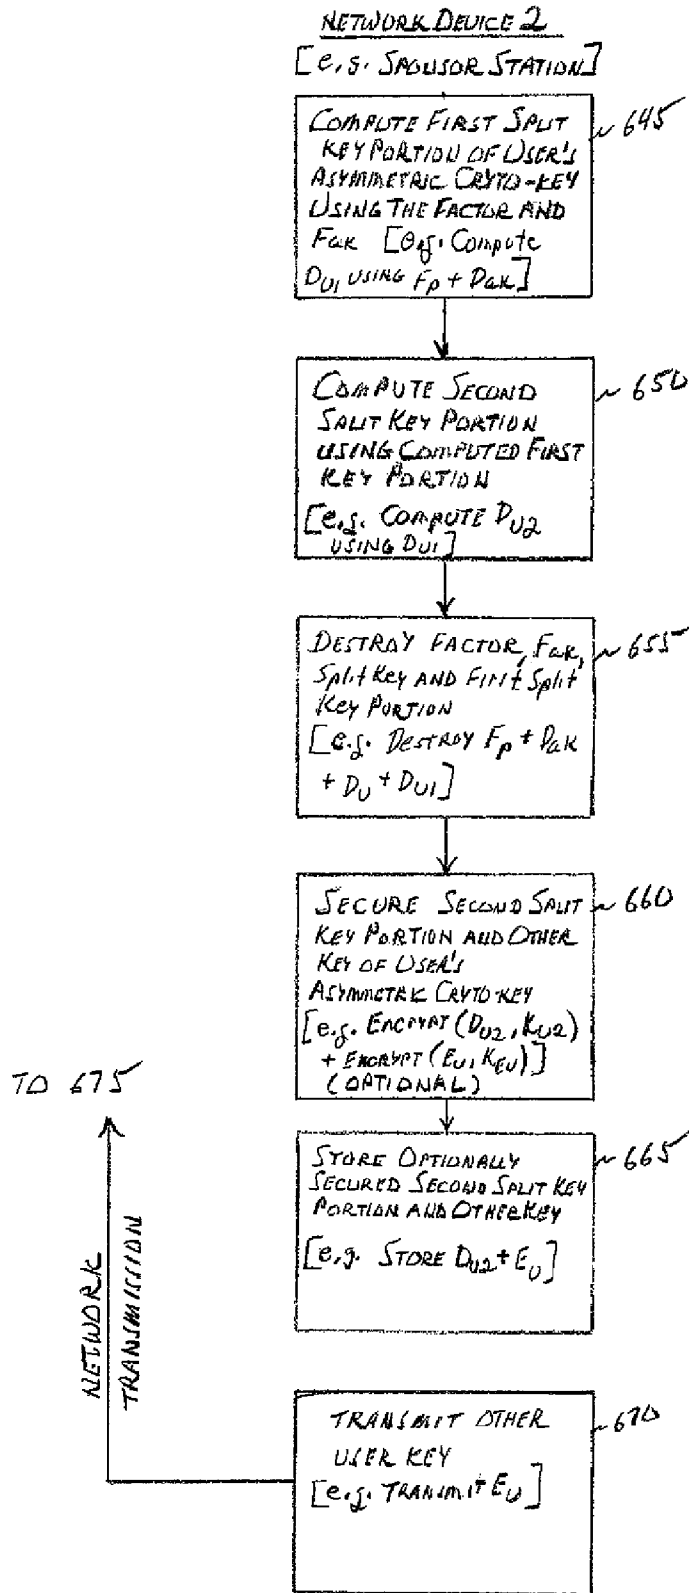 NETWORK DEVICE 2
[e.g. SPONSOR STATION]
COMPUTE FIRST SPLIT
KEY PORTION OF USER'S
ASYMMETRIC CRYTO-KEY
USING THE FACTOR AND
FaK [e.g. Compute
DU1 USING Fp + DaK]
~ 645
COMPUTE SECOND
SPLIT KEY PORTION
USING COMPUTED FIRST
KEY PORTION
[e.g. COMPUTE DU2
USING DU1]
~ 650
DESTROY FACTOR, FaK,
Split Key AND First Split
Key PORTION
[e.g. DESTROY Fp + DaK
+ DU + DU1]
~ 655
SECURE SECOND SPLIT
KEY PORTION AND OTHER
KEY OF USER'S
ASYMMETRIC CRYTO-KEY
[e.g. ENCRYPT (DU2, KU2)
+ ENCRYPT (EU, KEU)]
(OPTIONAL)
~ 660
TO 675
STORE OPTIONALLY
SECURED SECOND SPLIT KEY
PORTION AND OTHER KEY
[e.g. STORE DU2 + EU]
~ 665
NETWORK
TRANSMISSION
TRANSMIT OTHER
USER KEY
[e.g. TRANSMIT EU]
~ 670